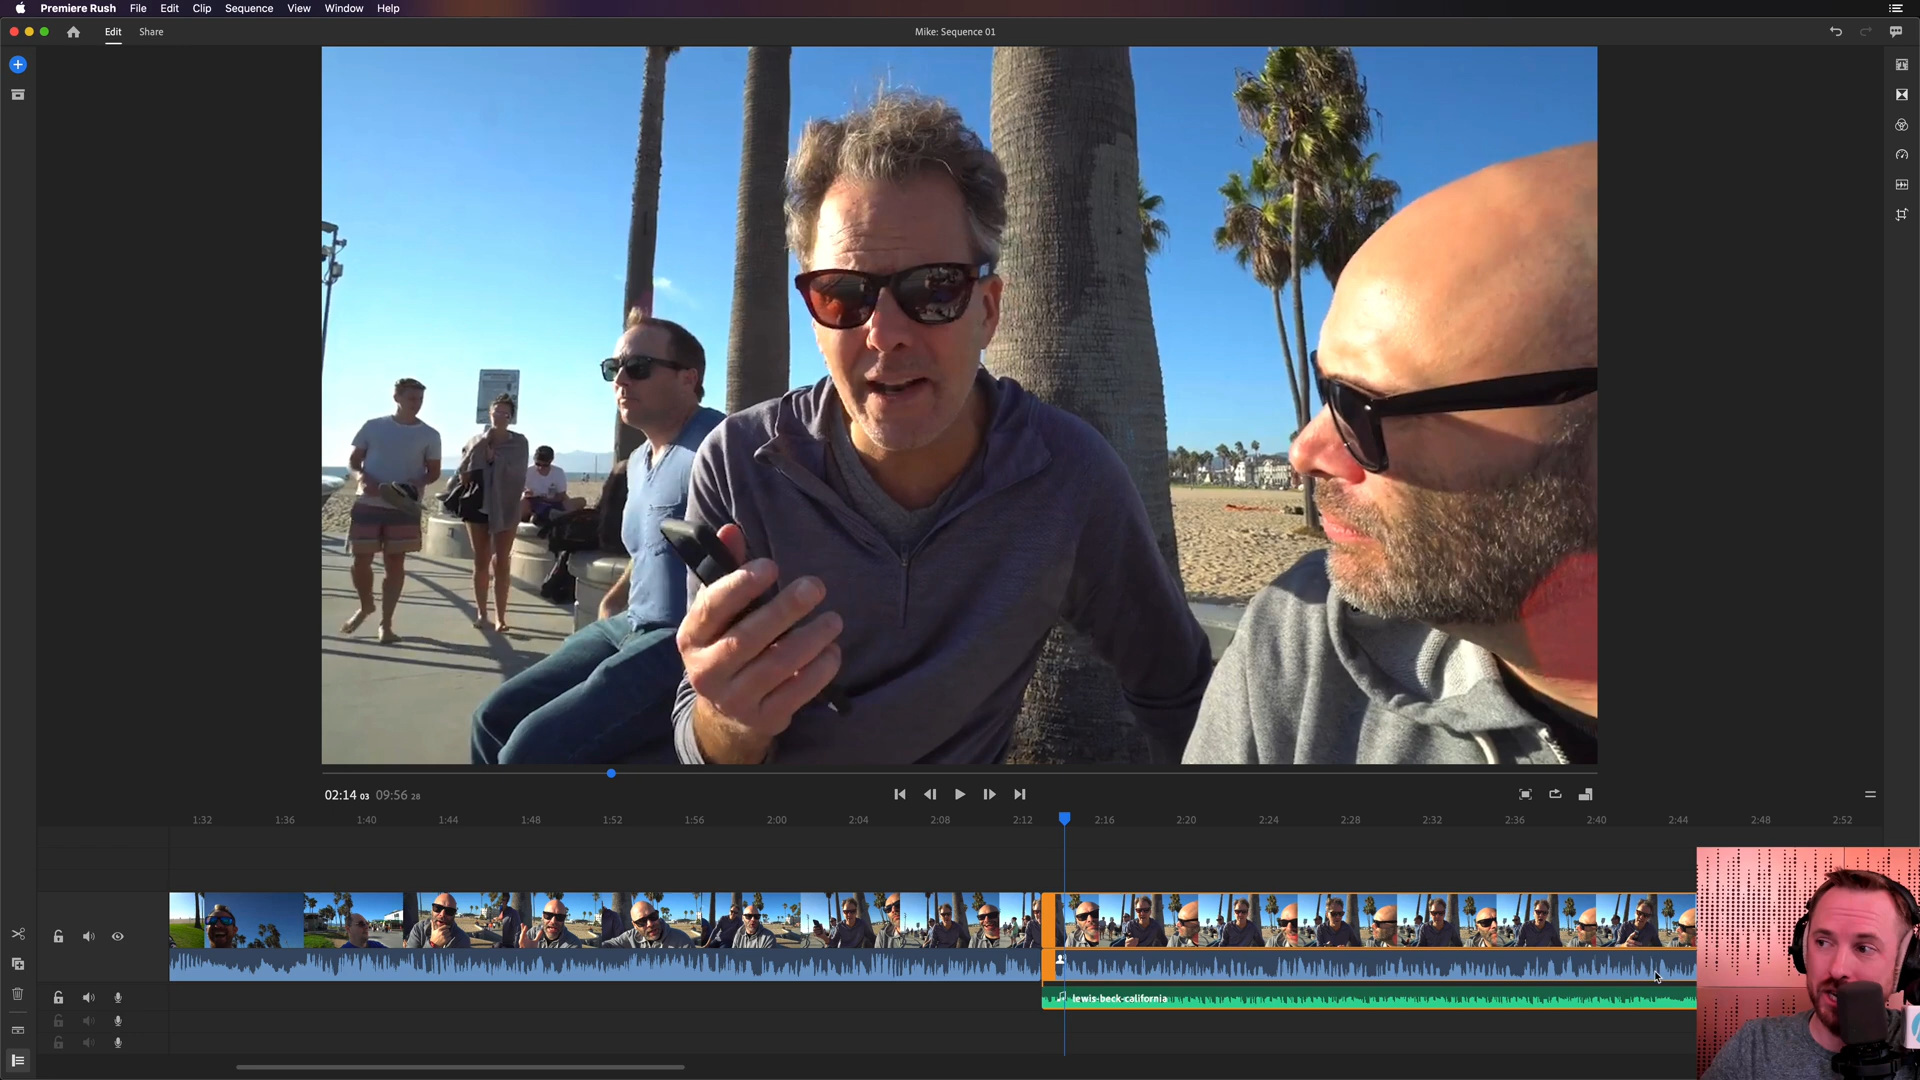 Premiere Rush File Edit Clip Sequence View Window Help
Edit Share Mike: Sequence 01
02:14 03 09:56 28
1:32 1:36 1:40 1:44 1:48 1:52 1:56 2:00 2:04 2:08 2:12 2:16 2:20 2:24 2:28 2:32 2:36 2:40 2:44 2:48 2:52
lewis-beck-california